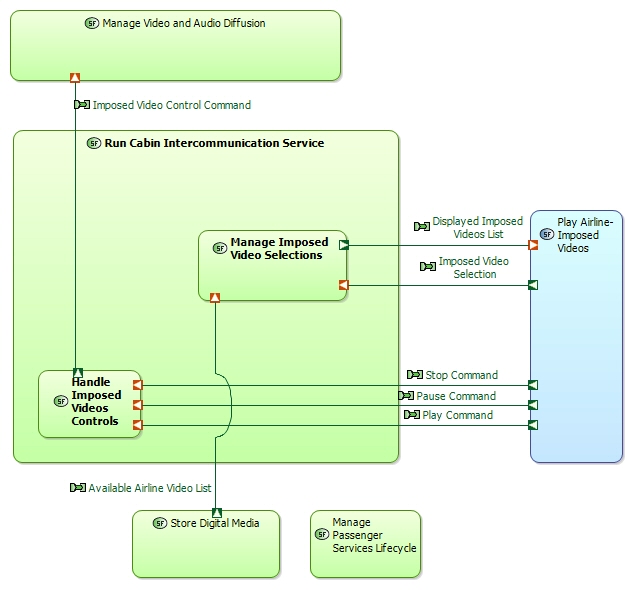 SF Manage Video and Audio Diffusion
Imposed Video Control Command
SF Run Cabin Intercommunication Service
Displayed Imposed
Videos List
SF Play Airline-
Imposed
Videos
SF Manage Imposed
Video Selections
Imposed Video
Selection
Stop Command
Pause Command
Play Command
SF Handle
Imposed
Videos
Controls
Available Airline Video List
SF Store Digital Media
SF Manage
Passenger
Services Lifecycle